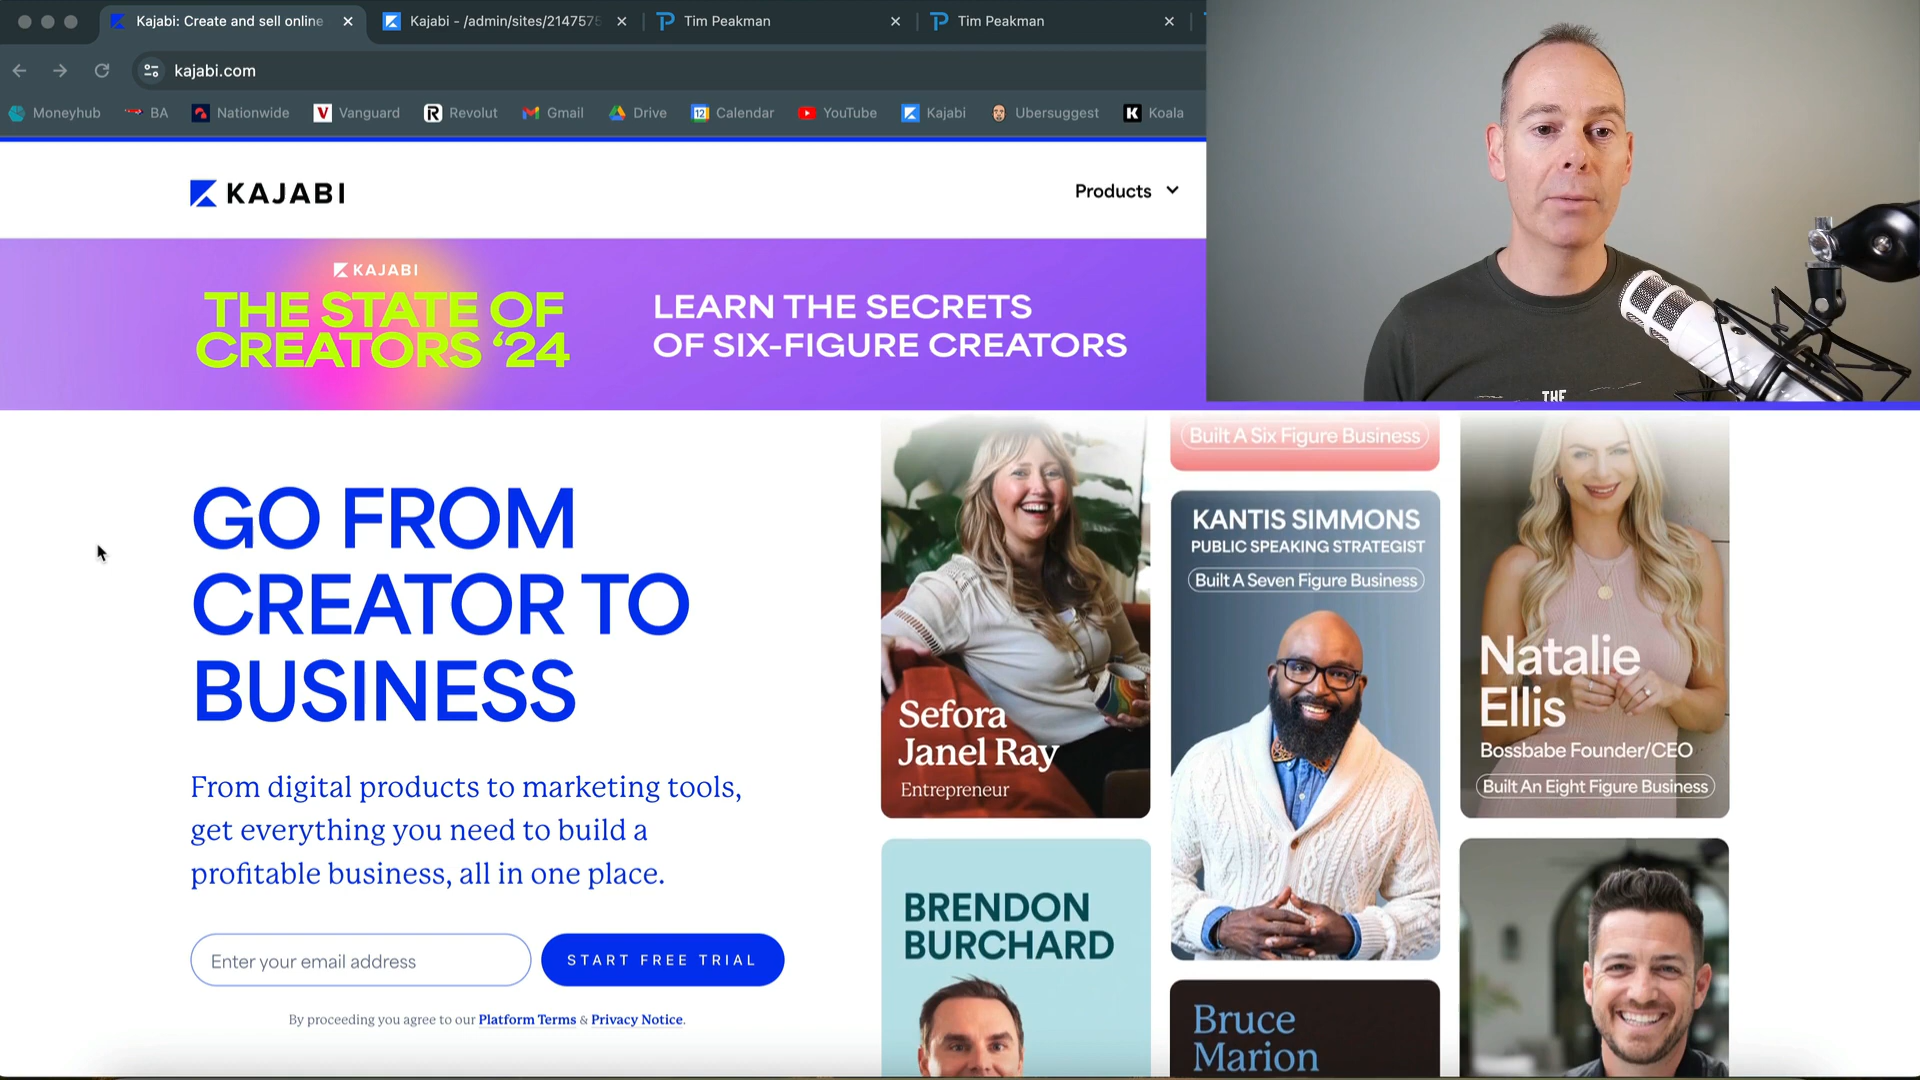 Kajabi: Create and sell online
Kajabi - /admin/sites/2147575
Tim Peakman
Tim Peakman
kajabi.com
Moneyhub
BA
Nationwide
Vanguard
Revolut
Gmail
Drive
Calendar
YouTube
Kajabi
Ubersuggest
Koala
KAJABI
Products
KAJABI
THE STATE OF
CREATORS ‘24
LEARN THE SECRETS
OF SIX-FIGURE CREATORS
THE
GO FROM
CREATOR TO
BUSINESS
From digital products to marketing tools,
get everything you need to build a
profitable business, all in one place.
Enter your email address
START FREE TRIAL
By proceeding you agree to our Platform Terms & Privacy Notice.
Sefora
Janel Ray
Entrepreneur
BRENDON
BURCHARD
Built A Six Figure Business
KANTIS SIMMONS
PUBLIC SPEAKING STRATEGIST
Built A Seven Figure Business
Bruce
Marion
Natalie
Ellis
Bossbabe Founder/CEO
Built An Eight Figure Business